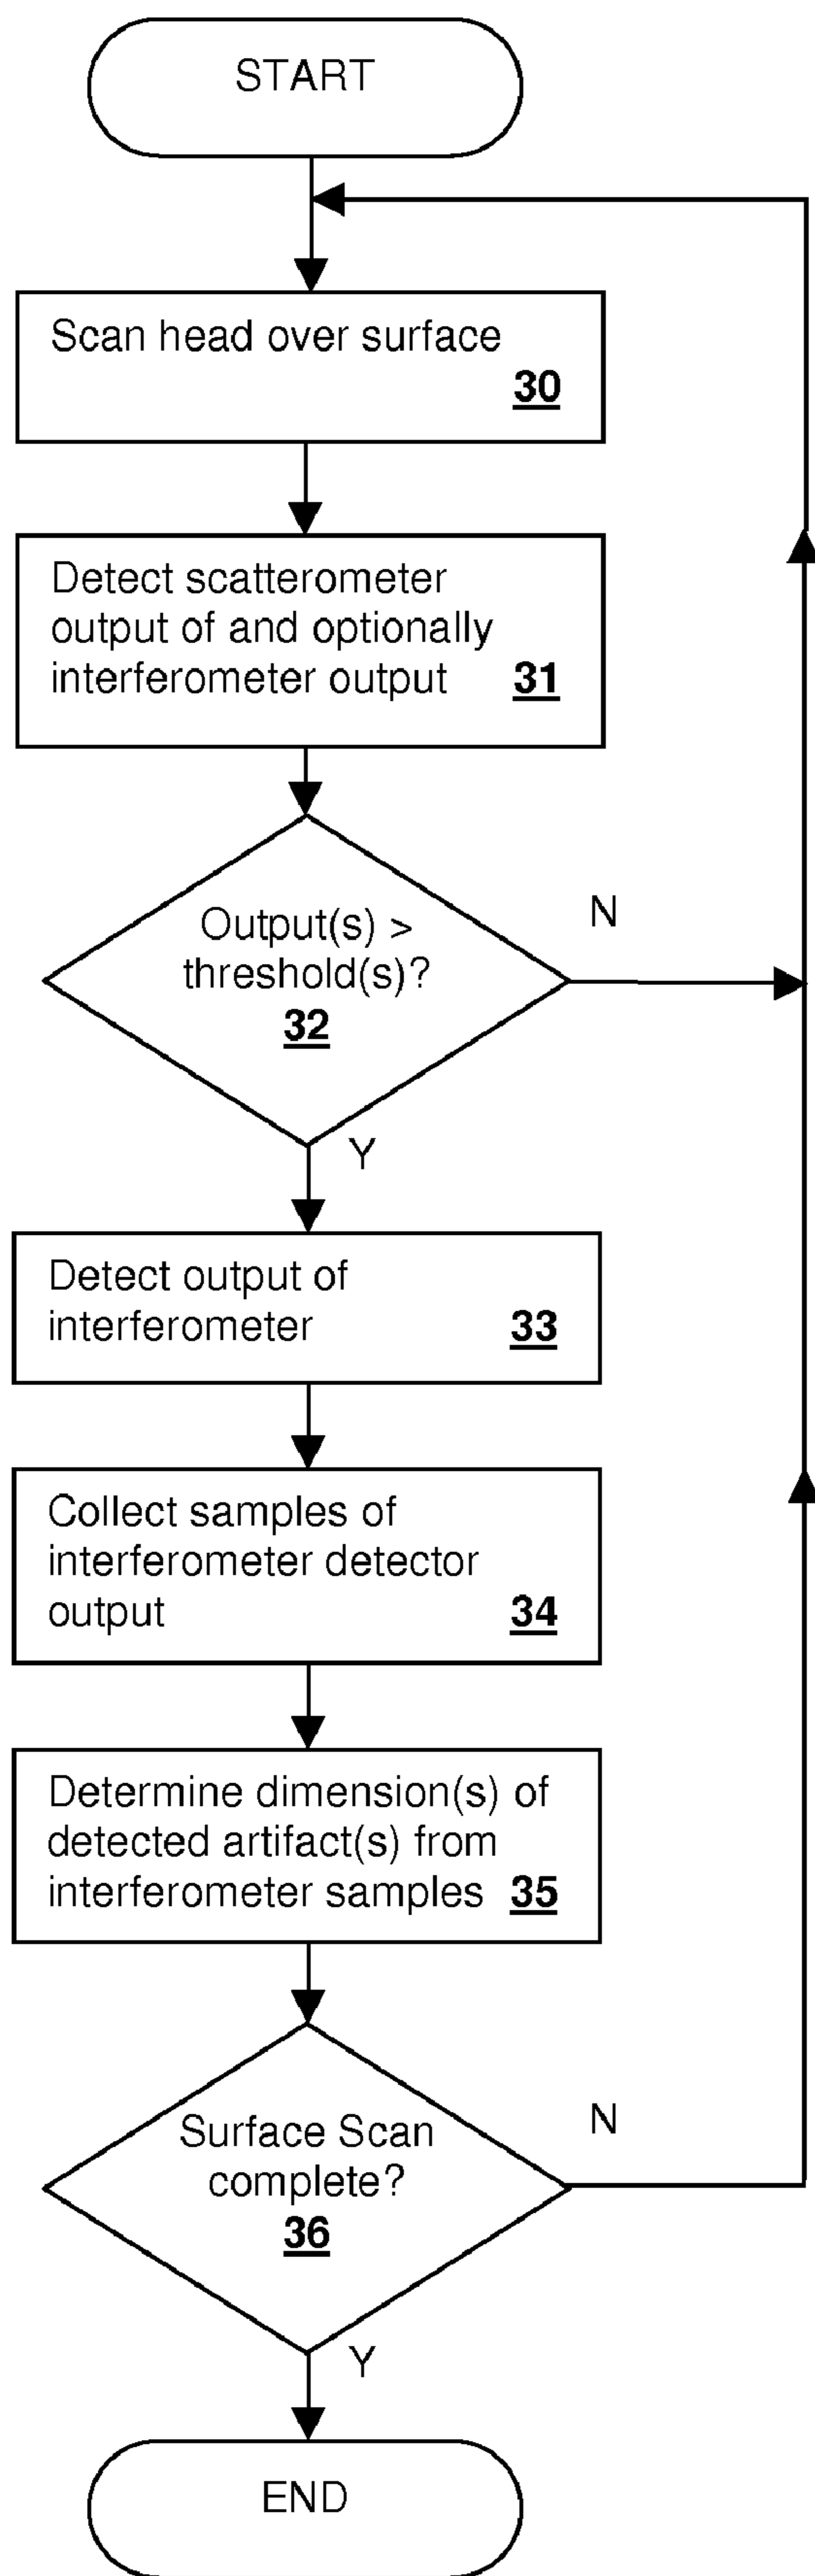 START
Scan head over surface
30
Detect scatterometer
output of and optionally
interferometer output 31
Output(s) >
threshold(s)?
32
N
Y
Detect output of
interferometer 33
Collect samples of
interferometer detector
output 34
Determine dimension(s) of
detected artifact(s) from
interferometer samples 35
Surface Scan
complete?
36
N
Y
END